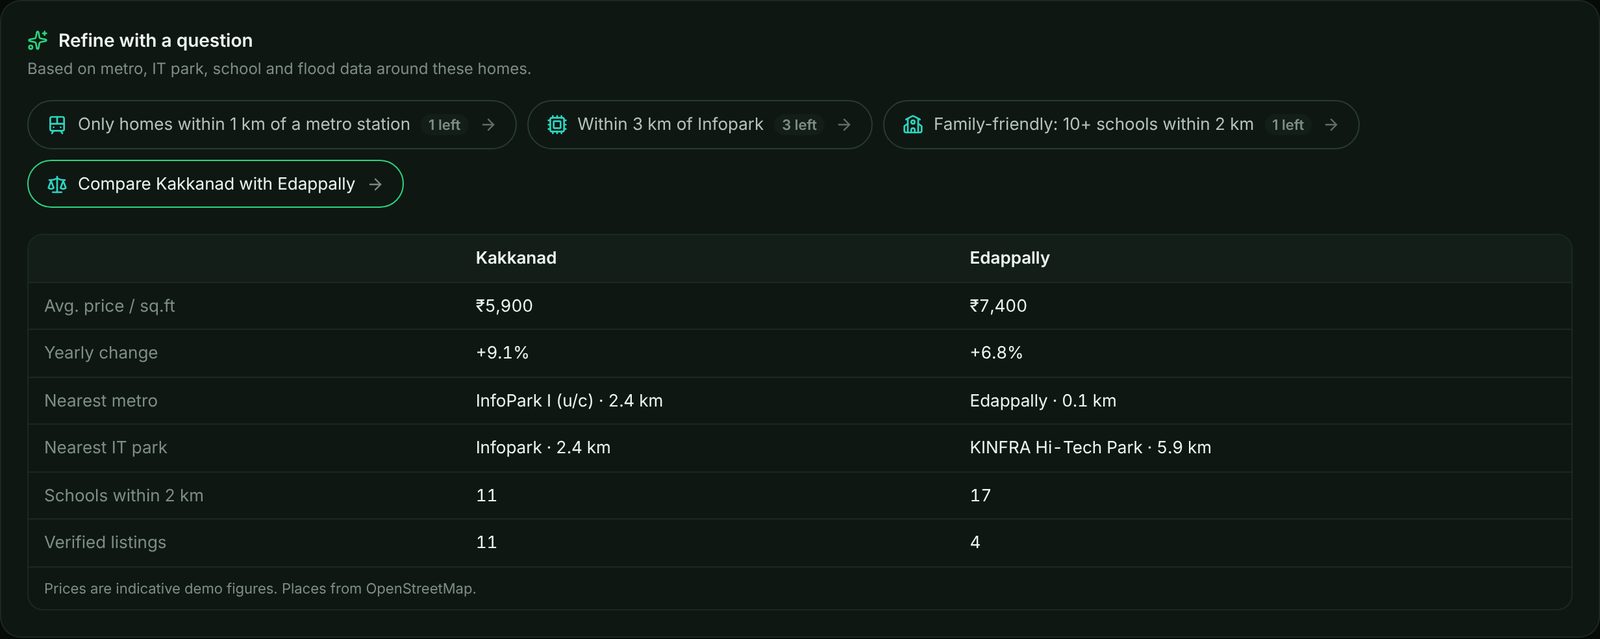 Refine with a question
Based on metro, IT park, school and flood data around these homes.
Only homes within 1 km of a metro station 1 left → Within 3 km of Infopark 3 left → Family-friendly: 10+ schools within 2 km 1 left →
Compare Kakkanad with Edappally →
Kakkanad Edappally
Avg. price / sq.ft ₹5,900 ₹7,400
Yearly change +9.1% +6.8%
Nearest metro InfoPark I (u/c) · 2.4 km Edappally · 0.1 km
Nearest IT park Infopark · 2.4 km KINFRA Hi-Tech Park · 5.9 km
Schools within 2 km 11 17
Verified listings 11 4
Prices are indicative demo figures. Places from OpenStreetMap.